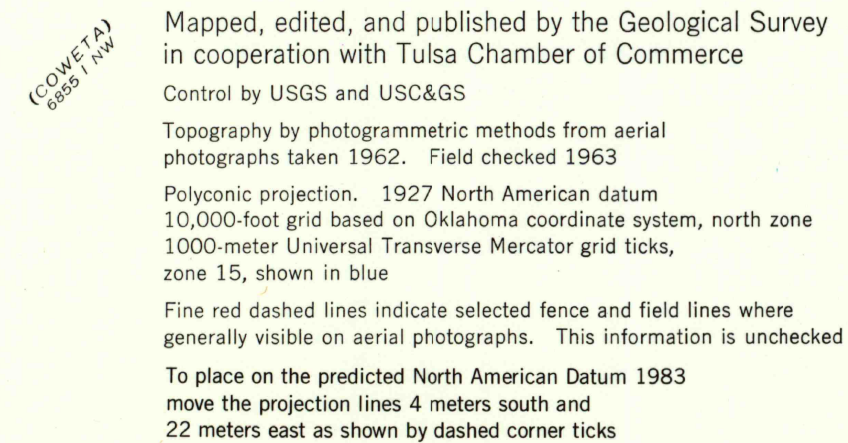 (COWETA)
6855 I NW
Mapped, edited, and published by the Geological Survey
in cooperation with Tulsa Chamber of Commerce
Control by USGS and USC&GS
Topography by photogrammetric methods from aerial
photographs taken 1962. Field checked 1963
Polyconic projection. 1927 North American datum
10,000-foot grid based on Oklahoma coordinate system, north zone
1000-meter Universal Transverse Mercator grid ticks,
zone 15, shown in blue
Fine red dashed lines indicate selected fence and field lines where
generally visible on aerial photographs. This information is unchecked
To place on the predicted North American Datum 1983
move the projection lines 4 meters south and
22 meters east as shown by dashed corner ticks